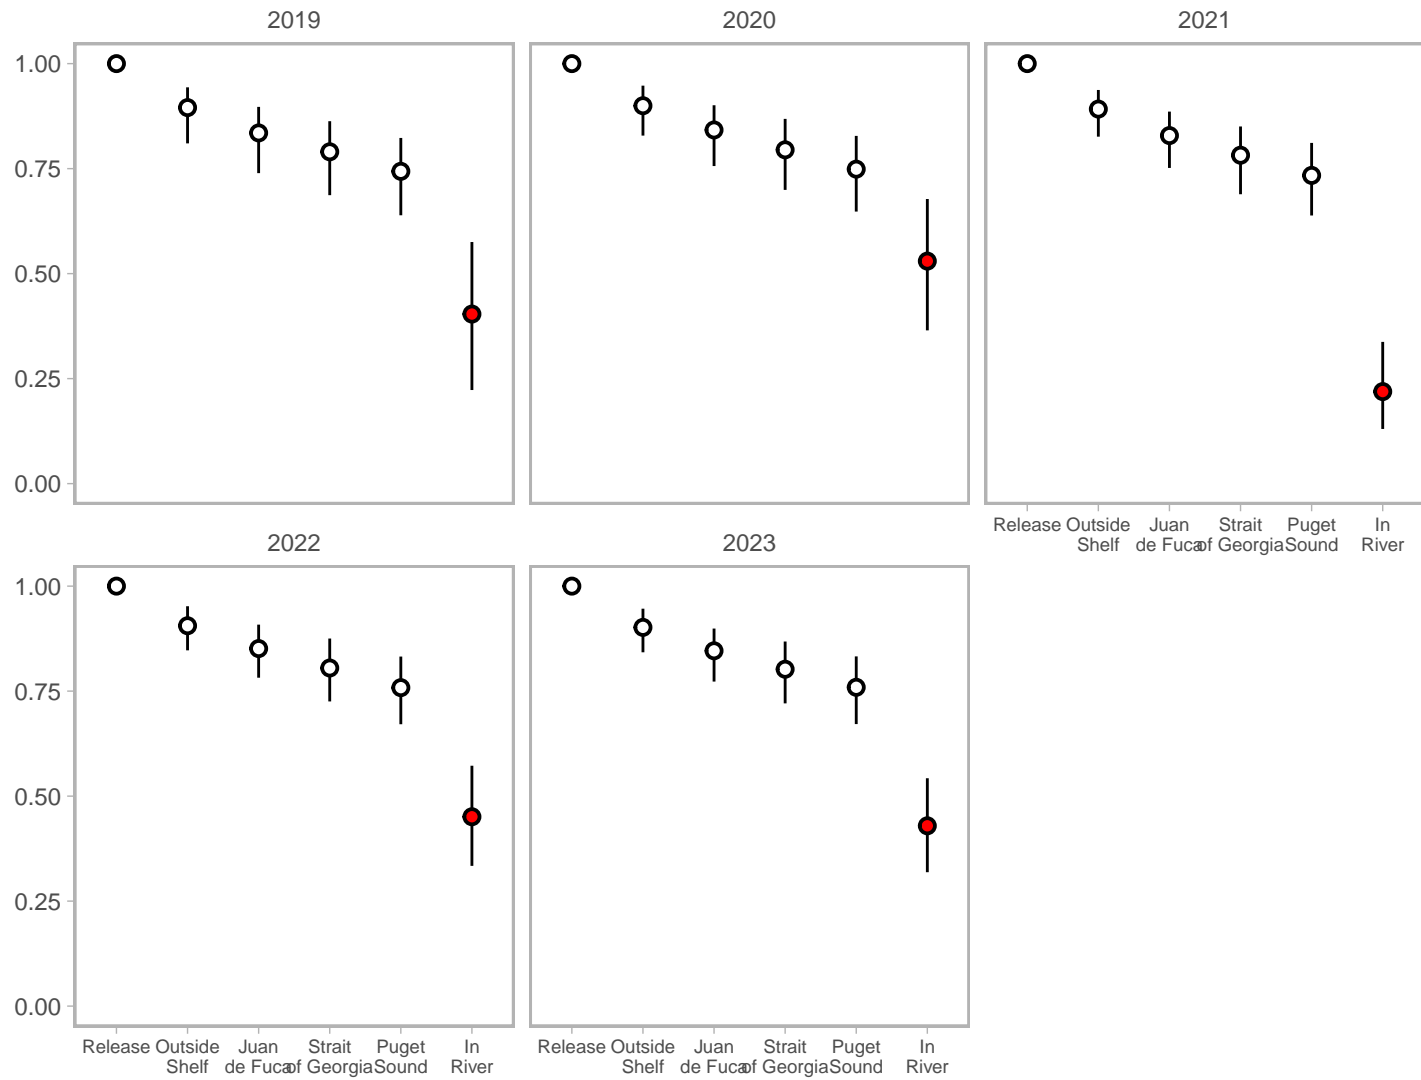 2019 2020 2021
1.00
0.75
0.50
0.25
0.00
Release Outside Juan Strait Puget In
Shelf de Fuca of Georgia Sound River
2022 2023
1.00
0.75
0.50
0.25
0.00
Release Outside Juan Strait Puget In Release Outside Juan Strait Puget In
Shelf de Fuca of Georgia Sound River Shelf de Fuca of Georgia Sound River